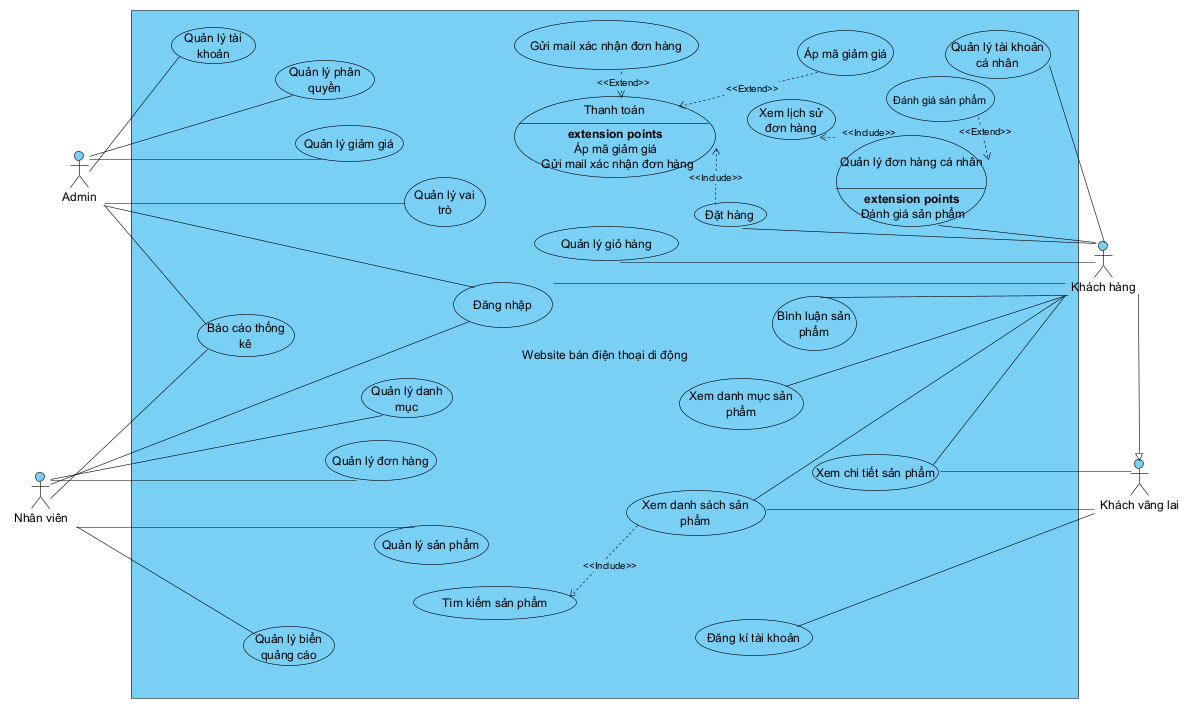 Quản lý tài
khoản
Gửi mail xác nhận đơn hàng
Áp mã giảm giá
Quản lý tài khoản
cá nhân
Quản lý phân
quyền
<<Extend>>
<<Extend>>
Thanh toán
extension points
Áp mã giảm giá
Gửi mail xác nhận đơn hàng
Đánh giá sản phẩm
Xem lịch sử
đơn hàng
<<Include>>
<<Extend>>
Quản lý giảm giá
Quản lý đơn hàng cá nhân
extension points
Đánh giá sản phẩm
<<Include>>
Admin
Quản lý vai
trò
Đặt hàng
Quản lý giỏ hàng
Khách hàng
Đăng nhập
Bình luận sản
phẩm
Báo cáo thống
kê
Website bán điện thoại di động
Quản lý danh
mục
Xem danh mục sản
phẩm
Quản lý đơn hàng
Xem chi tiết sản phẩm
Nhân viên
Khách vãng lai
Xem danh sách sản
phẩm
Quản lý sản phẩm
<<Include>>
Tìm kiếm sản phẩm
Đăng kí tài khoản
Quản lý biển
quảng cáo